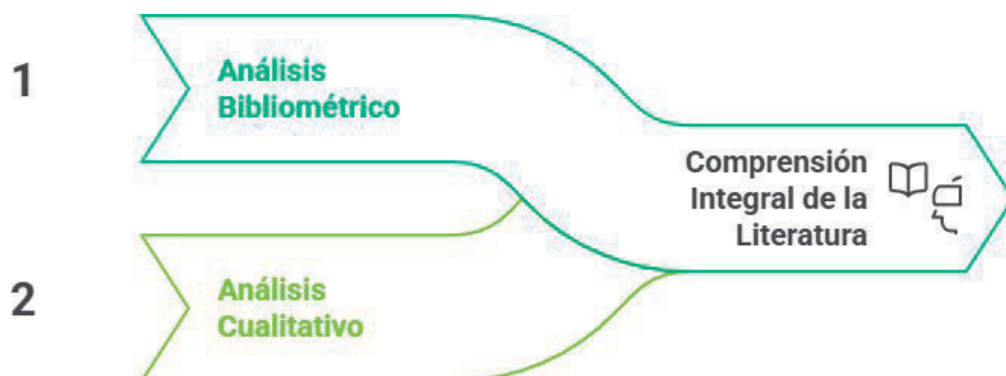 1
Análisis
Bibliométrico
Comprensión
Integral de la
Literatura
2
Análisis
Cualitativo